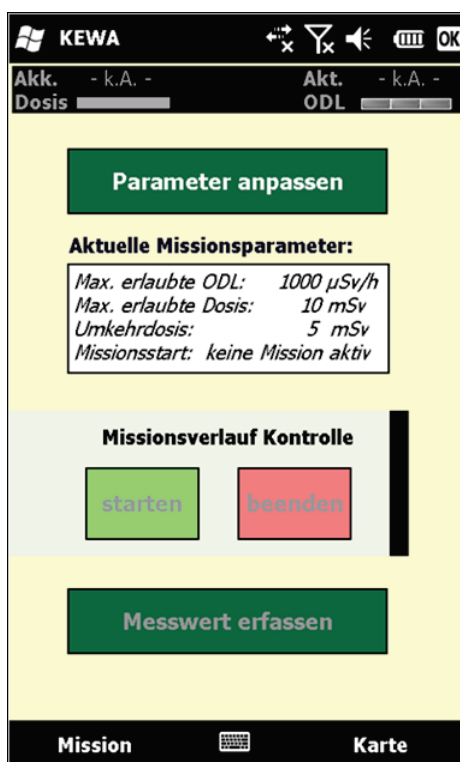 KEWA OK
Akk. - k.A. - Akt. - k.A. -
Dosis ODL
Parameter anpassen
Aktuelle Missionsparameter:
Max. erlaubte ODL: 1000 µSv/h
Max. erlaubte Dosis: 10 mSv
Umkehrdosis: 5 mSv
Missionsstart: keine Mission aktiv
Missionsverlauf Kontrolle
starten beenden
Messwert erfassen
Mission Karte